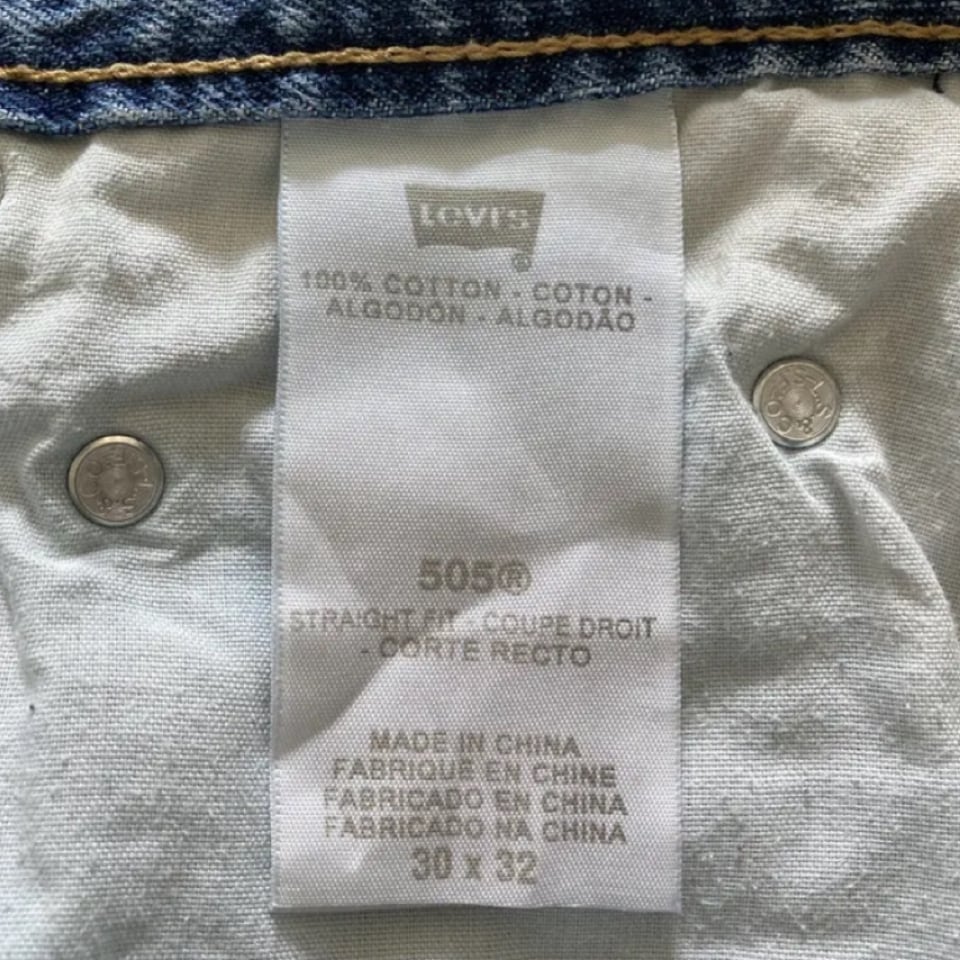 Levi's
®
100% COTTON - COTON -
ALGODÓN - ALGODÃO
505®
STRAIGHT FIT - COUPE DROIT
- CORTE RECTO
MADE IN CHINA
FABRIQUE EN CHINE
FABRICADO EN CHINA
FABRICADO NA CHINA
30 x 32